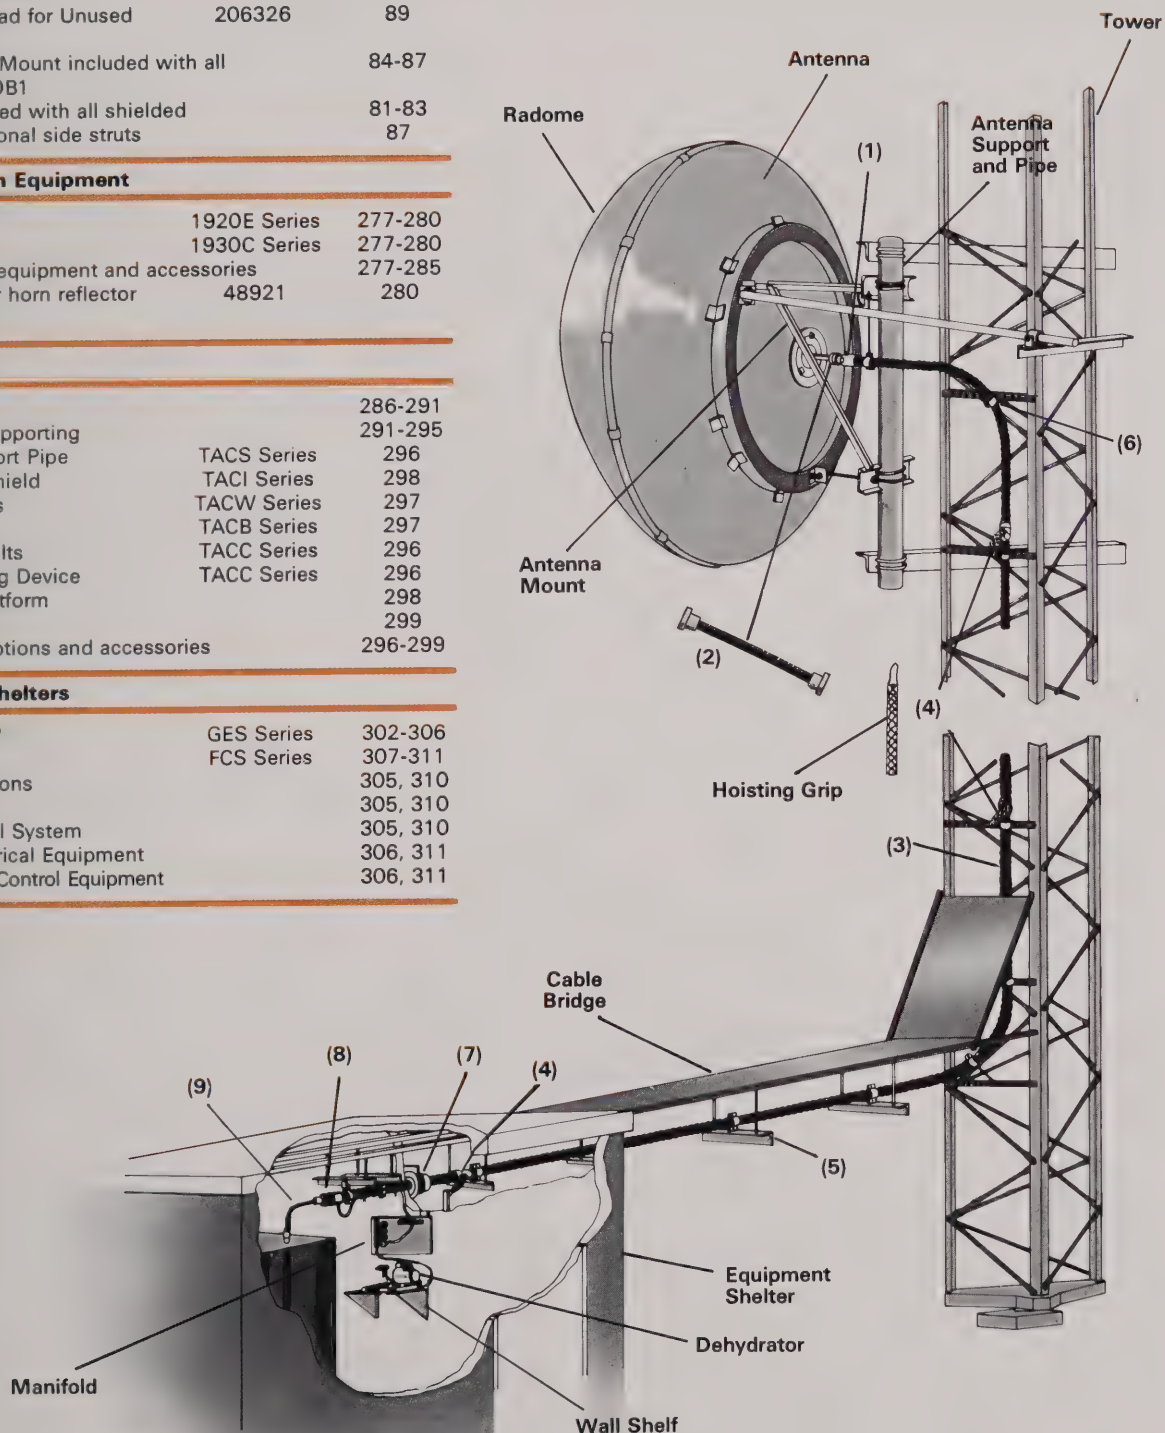 ad for Unused 206326 89
Mount included with all 84-87
DB1
ed with all shielded 81-83
onal side struts 87
n Equipment
1920E Series 277-280
1930C Series 277-280
equipment and accessories 277-285
r horn reflector 48921 280
286-291
pporting 291-295
ort Pipe TACS Series 296
hield TACI Series 298
s TACW Series 297
TACB Series 297
lts TACC Series 296
g Device TACC Series 296
tform 298
299
ptions and accessories 296-299
helters
GES Series 302-306
FCS Series 307-311
ons 305, 310
305, 310
l System 305, 310
rical Equipment 306, 311
Control Equipment 306, 311
Tower
Antenna
Radome
Antenna
Support
and Pipe
(1)
(6)
Antenna
Mount
(2)
(4)
Hoisting Grip
(3)
Cable
Bridge
(8)
(7)
(4)
(9)
(5)
Equipment
Shelter
Dehydrator
Manifold
Wall Shelf